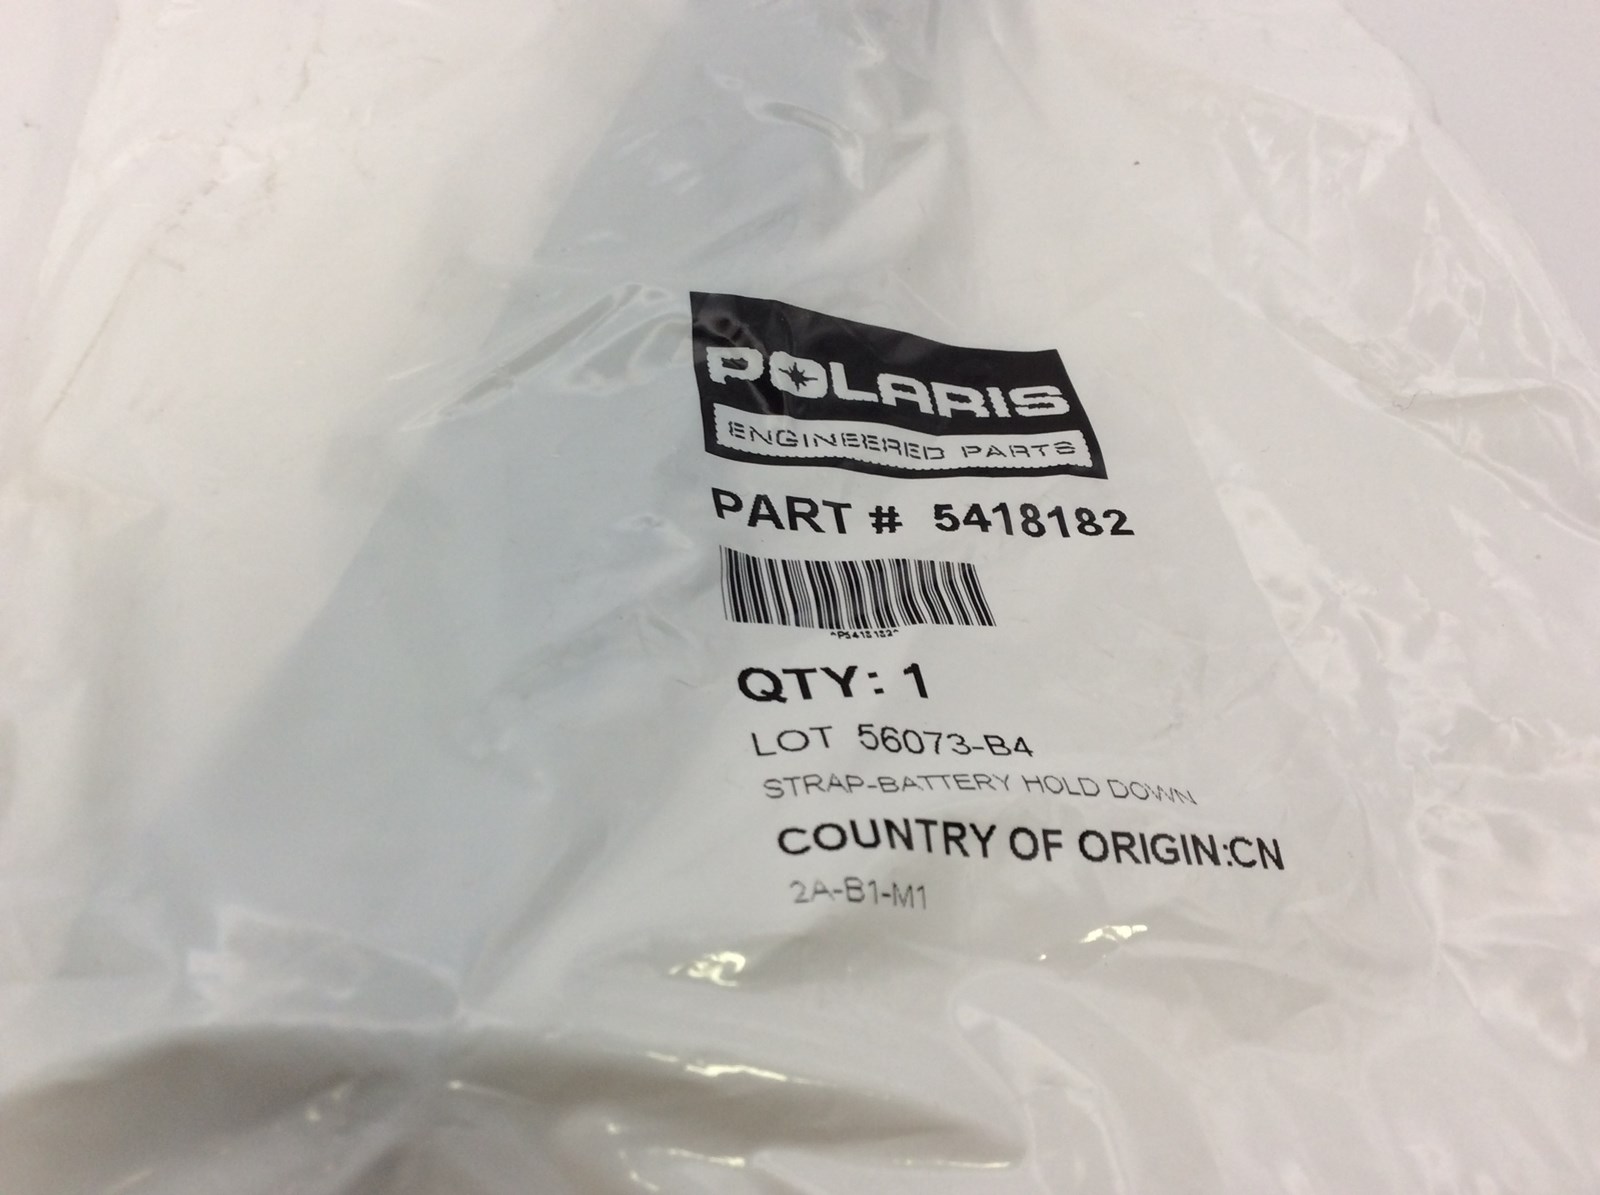 POLARIS
ENGINEERED PARTS
PART # 5418182
^P5418182^
QTY: 1
LOT 56073-B4
STRAP-BATTERY HOLD DOWN
COUNTRY OF ORIGIN:CN
2A-B1-M1